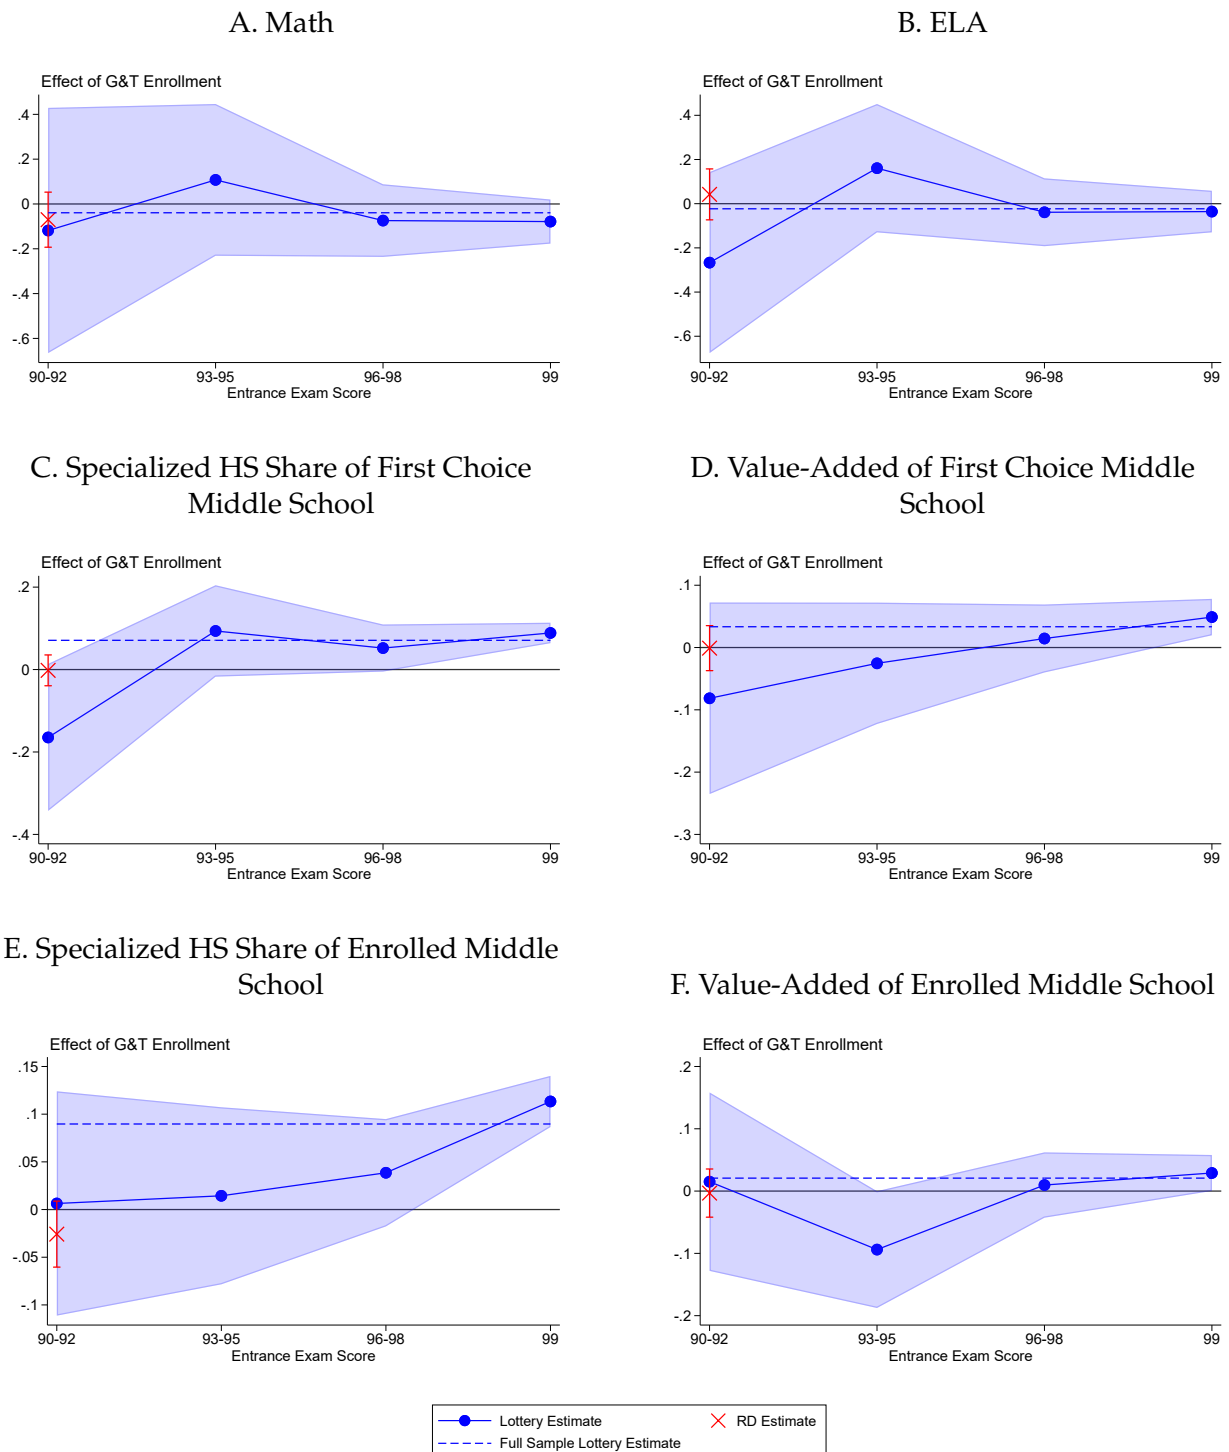 A. Math
Effect of G&T Enrollment
.4
.2
0
-.2
-.4
-.6
90-92 93-95 96-98 99
Entrance Exam Score
B. ELA
Effect of G&T Enrollment
.4
.2
0
-.2
-.4
-.6
90-92 93-95 96-98 99
Entrance Exam Score
C. Specialized HS Share of First Choice
Middle School
Effect of G&T Enrollment
.2
0
-.2
-.4
90-92 93-95 96-98 99
Entrance Exam Score
D. Value-Added of First Choice Middle
School
Effect of G&T Enrollment
.1
0
-.1
-.2
-.3
90-92 93-95 96-98 99
Entrance Exam Score
E. Specialized HS Share of Enrolled Middle
School
Effect of G&T Enrollment
.15
.1
.05
0
-.05
-.1
90-92 93-95 96-98 99
Entrance Exam Score
F. Value-Added of Enrolled Middle School
Effect of G&T Enrollment
.2
.1
0
-.1
-.2
90-92 93-95 96-98 99
Entrance Exam Score
Lottery Estimate RD Estimate
Full Sample Lottery Estimate